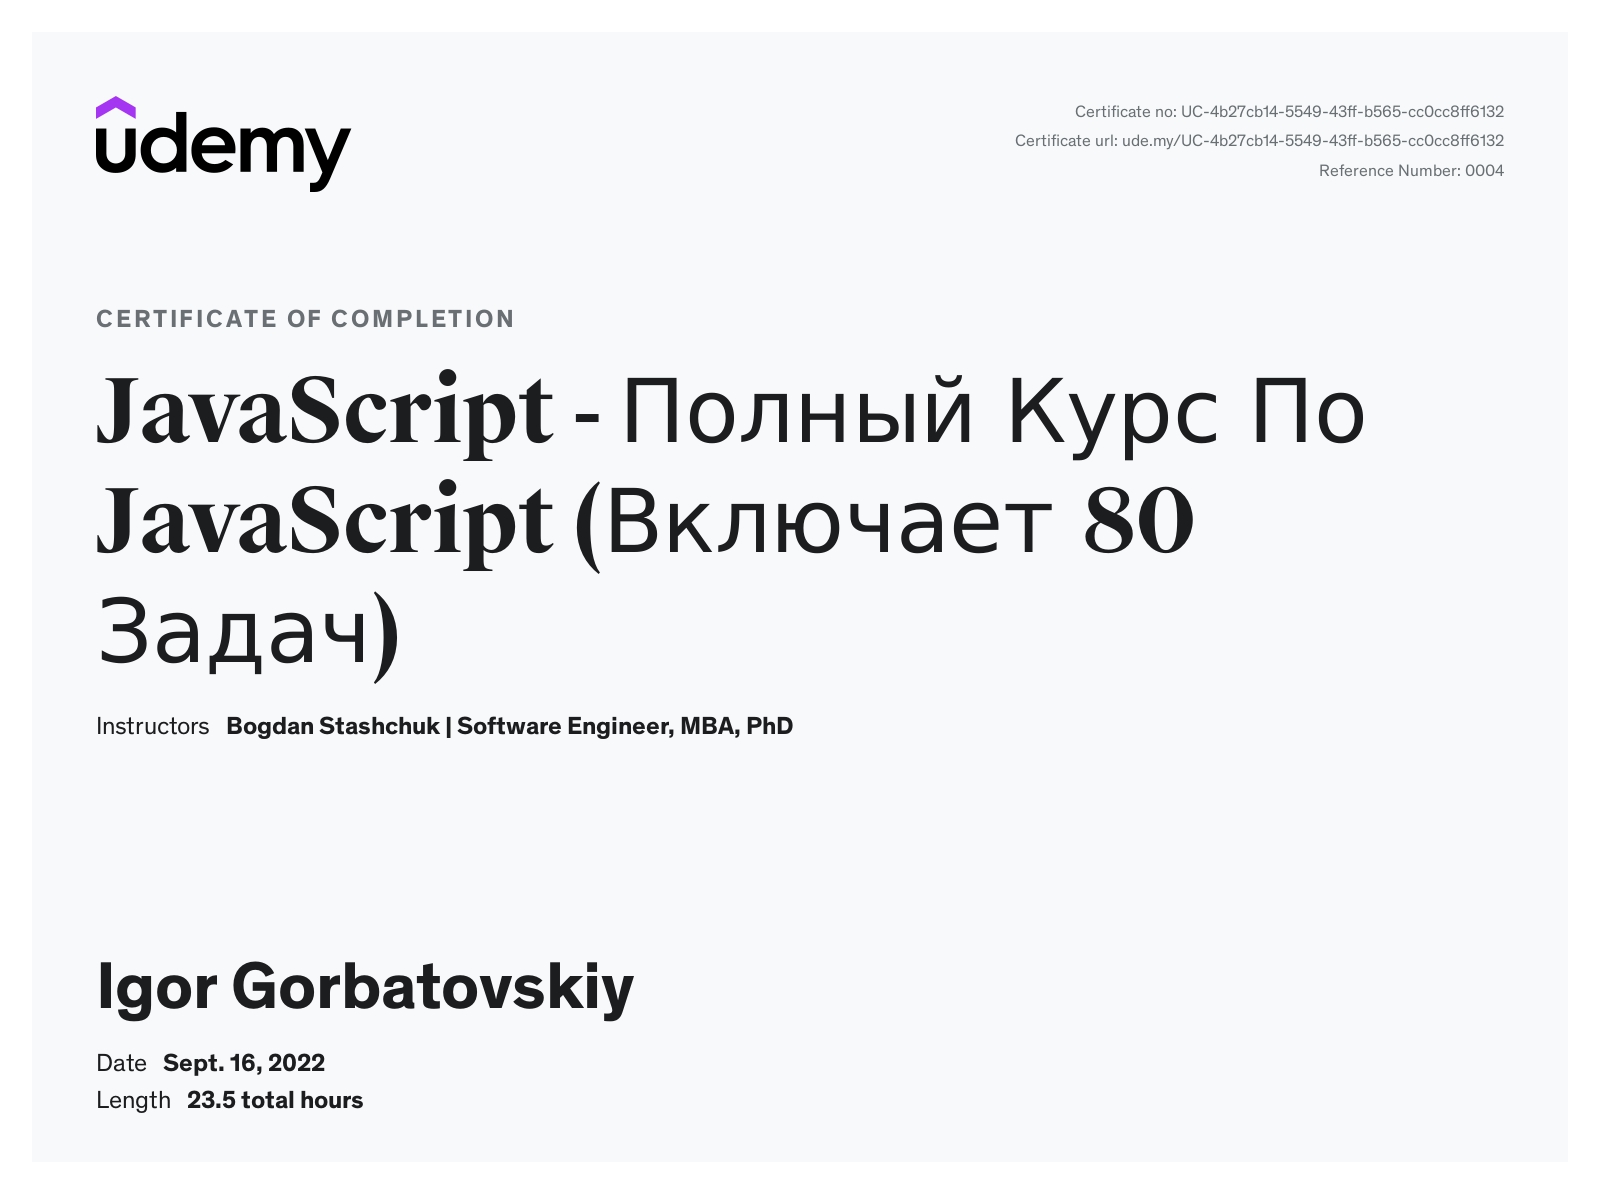 udemy
Certificate no: UC-4b27cb14-5549-43ff-b565-cc0cc8ff6132
Certificate url: ude.my/UC-4b27cb14-5549-43ff-b565-cc0cc8ff6132
Reference Number: 0004
CERTIFICATE OF COMPLETION
JavaScript - Полный Курс По
JavaScript (Включает 80
Задач)
Instructors Bogdan Stashchuk | Software Engineer, MBA, PhD
Igor Gorbatovskiy
Date Sept. 16, 2022
Length 23.5 total hours